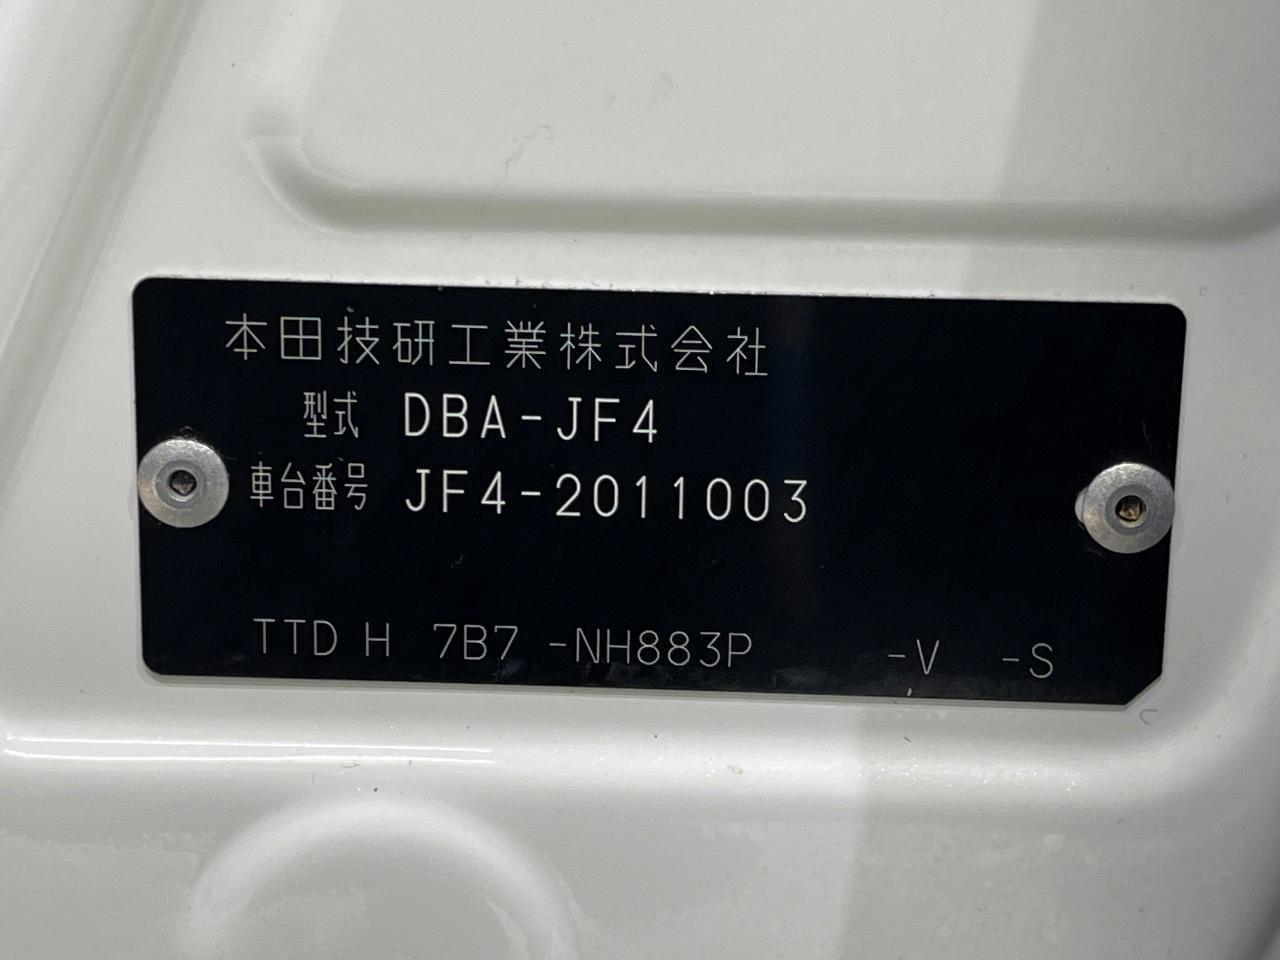 本田技研工業株式会社
型式 DBA-JF4
車台番号 JF4-2011003
TTD H 7B7 -NH883P -V -S